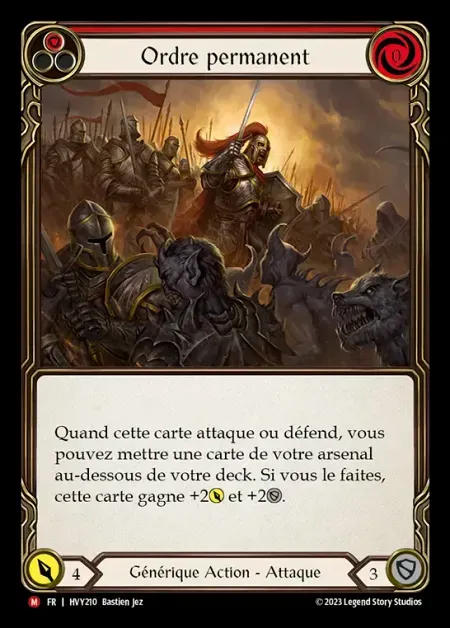 0
Ordre permanent
Quand cette carte attaque ou défend, vous
pouvez mettre une carte de votre arsenal
au-dessous de votre deck. Si vous le faites,
cette carte gagne +2 et +2.
4
Générique Action - Attaque
3
M FR | HVY210 Bastien Jez
© 2023 Legend Story Studios